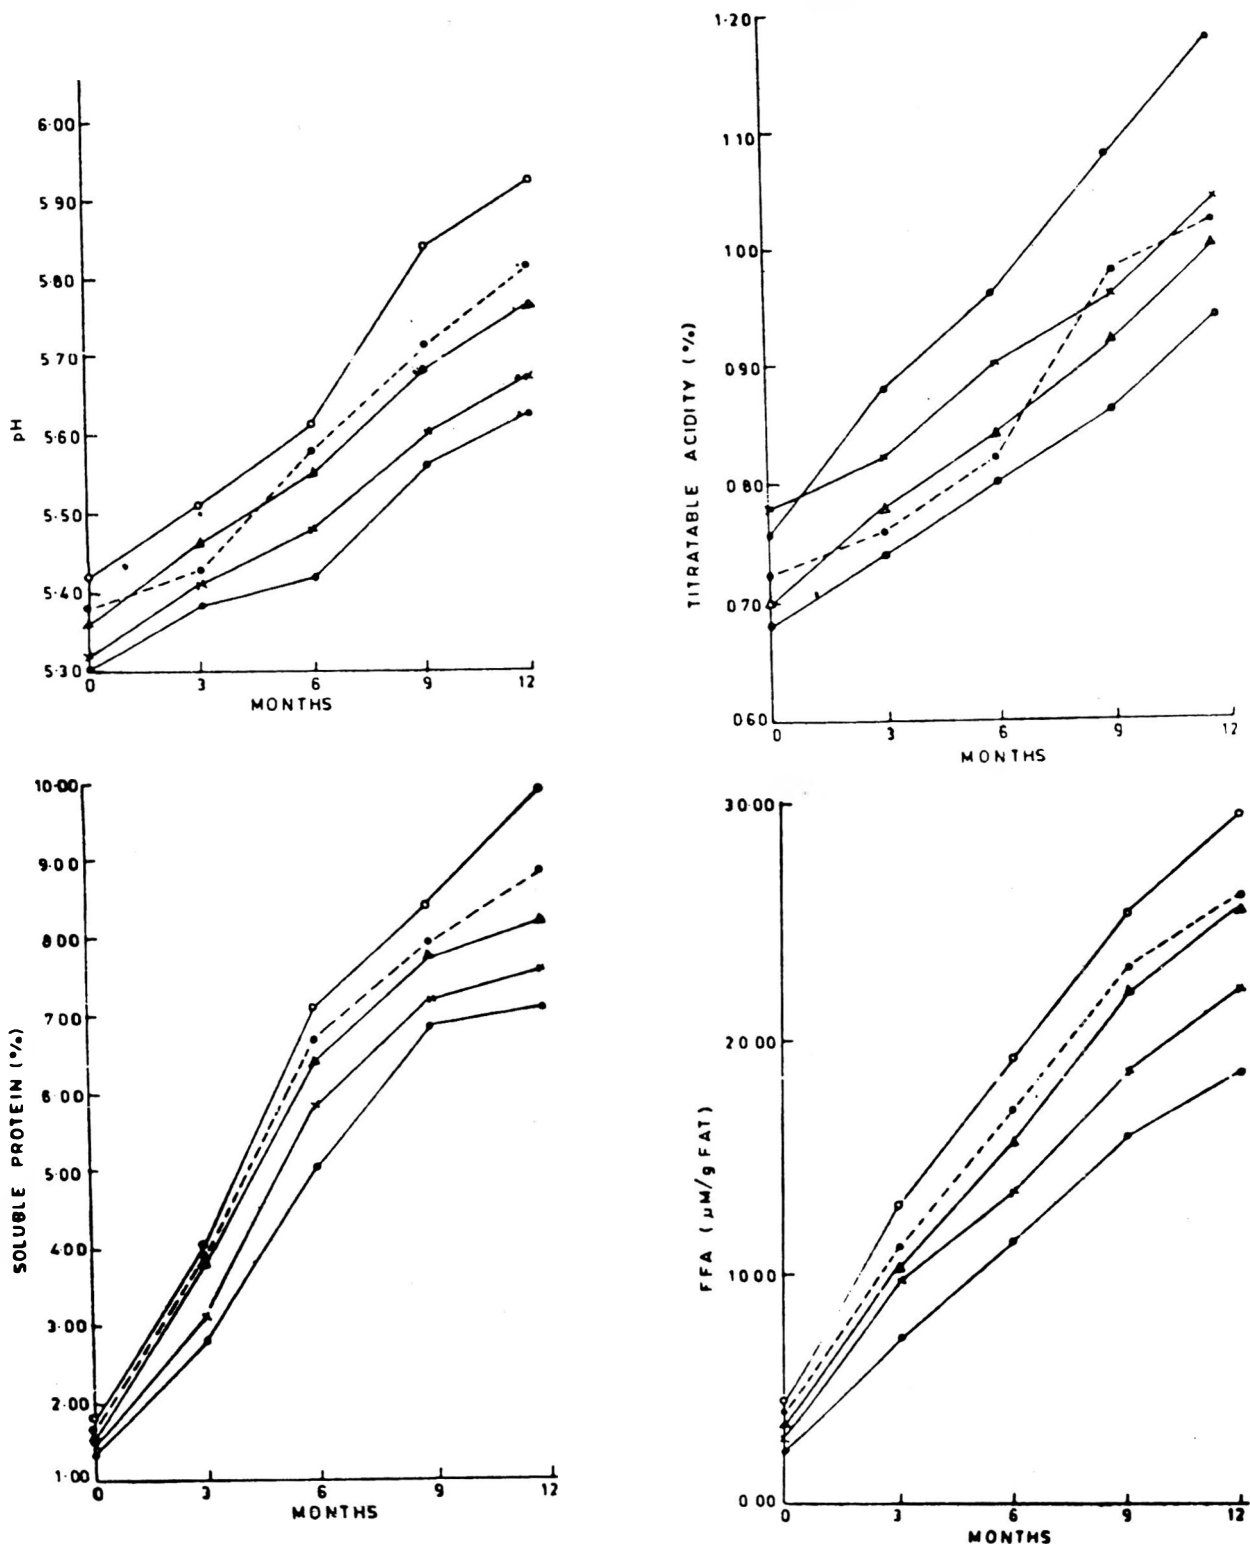 6·00
5·90
5·80
5·70
5·60
5·50
5·40
5·30
pH
0 3 6 9 12
MONTHS
1·20
1·10
1·00
0·90
0·80
0·70
0·60
TITRATABLE ACIDITY (%)
0 3 6 9 12
MONTHS
10·00
9·00
8·00
7·00
6·00
5·00
4·00
3·00
2·00
1·00
SOLUBLE PROTEIN (%)
0 3 6 9 12
MONTHS
30·00
20·00
10·00
0·00
FFA (µM/g FAT)
0 3 6 9 12
MONTHS